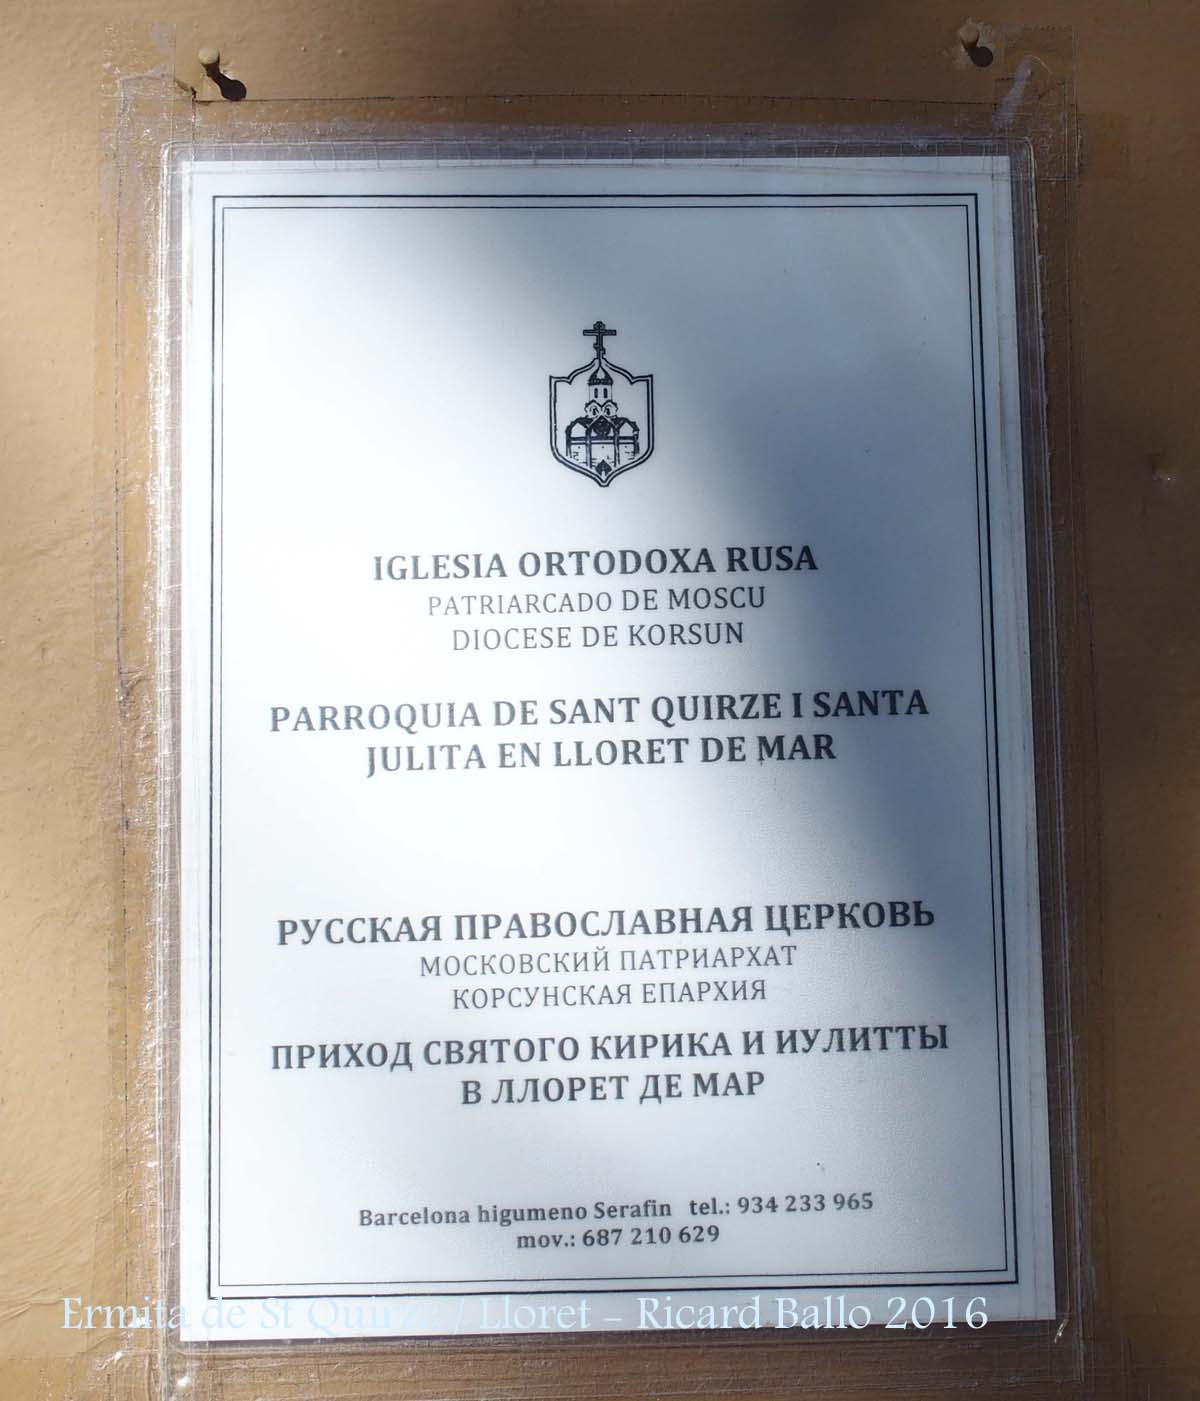 IGLESIA ORTODOXA RUSA
PATRIARCADO DE MOSCU
DIOCESE DE KORSUN
PARROQUIA DE SANT QUIRZE I SANTA
JULITA EN LLORET DE MAR
РУССКАЯ ПРАВОСЛАВНАЯ ЦЕРКОВЬ
МОСКОВСКИЙ ПАТРИАРХАТ
КОРСУНСКАЯ ЕПАРХИЯ
ПРИХОД СВЯТОГО КИРИКА И ИУЛИТТЫ
В ЛЛОРЕТ ДЕ МАР
Barcelona higumeno Serafin tel.: 934 233 965
mov.: 687 210 629
Ermita de St Quirze / Lloret – Ricard Ballo 2016